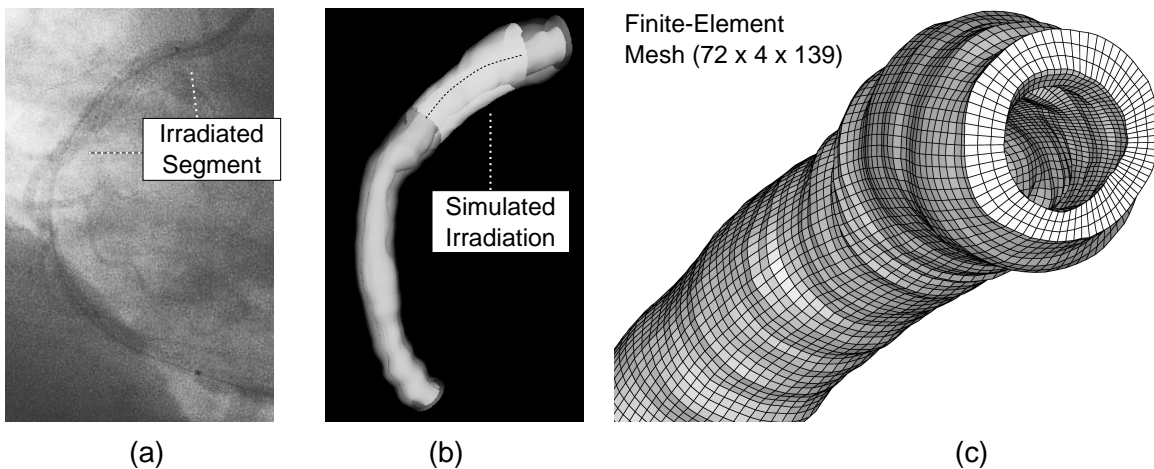 Irradiated
Segment
(a)
Simulated
Irradiation
(b)
Finite-Element
Mesh (72 x 4 x 139)
(c)